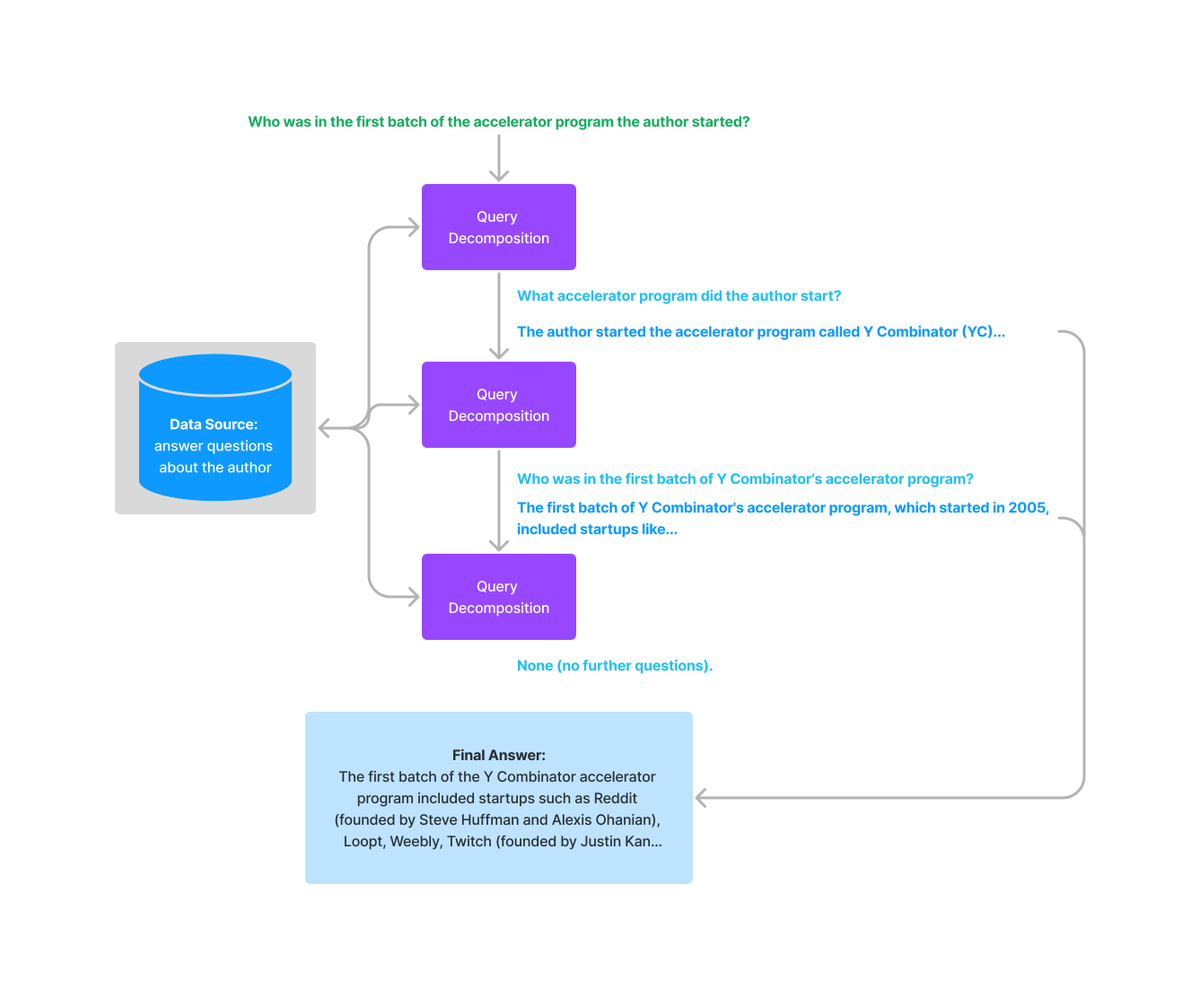 Who was in the first batch of the accelerator program the author started?
Query
Decomposition
What accelerator program did the author start?
The author started the accelerator program called Y Combinator (YC)...
Data Source:
answer questions
about the author
Query
Decomposition
Who was in the first batch of Y Combinator's accelerator program?
The first batch of Y Combinator's accelerator program, which started in 2005,
included startups like...
Query
Decomposition
None (no further questions).
Final Answer:
The first batch of the Y Combinator accelerator
program included startups such as Reddit
(founded by Steve Huffman and Alexis Ohanian),
Loopt, Weebly, Twitch (founded by Justin Kan...